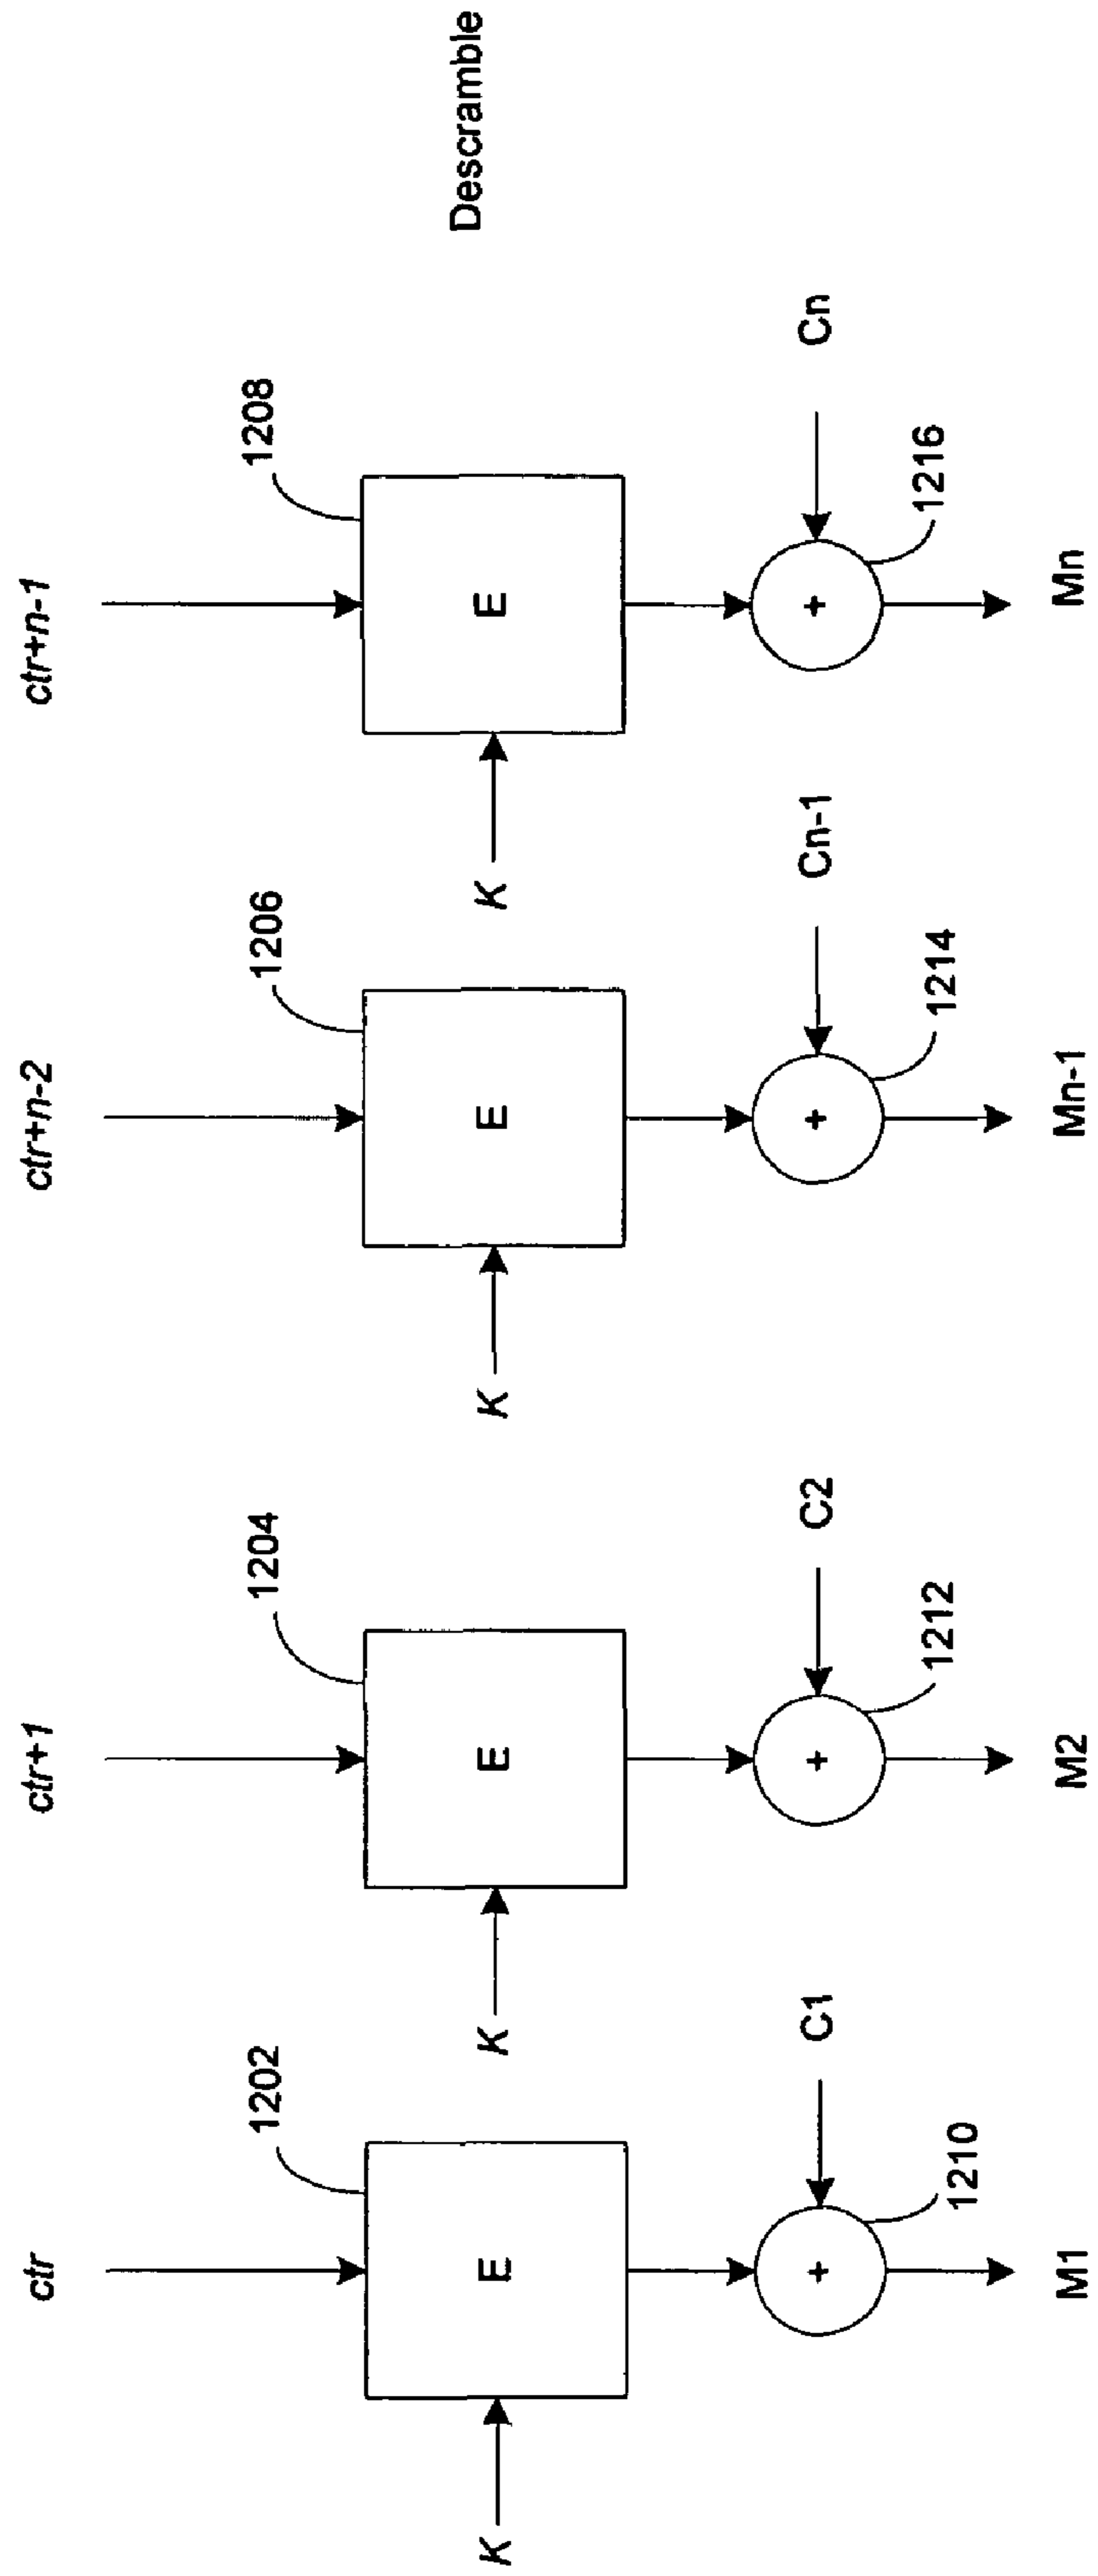 ctr ctr+1 ctr+n-2 ctr+n-1
1202 1204 1206 1208
K E K E K E K E Descramble
C1 C2 Cn-1 Cn
+ + + +
1210 1212 1214 1216
M1 M2 Mn-1 Mn